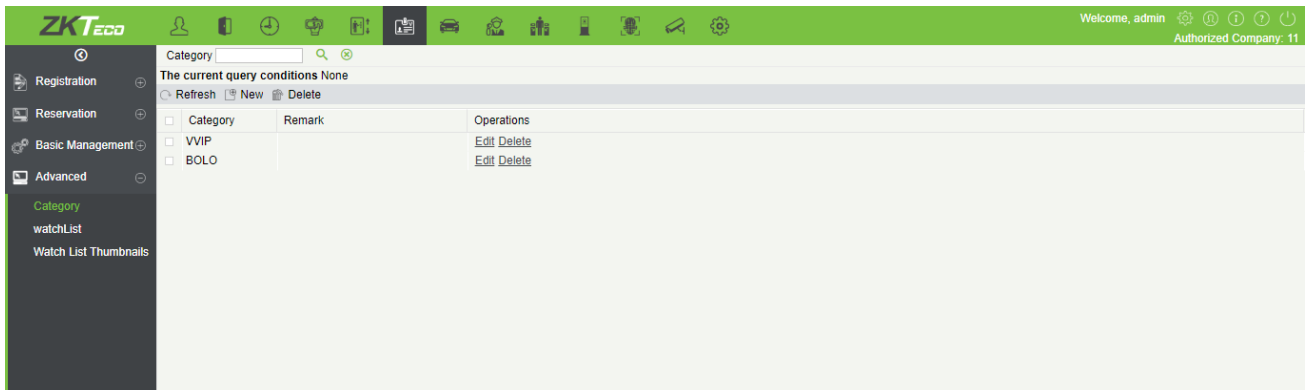 ZKTeco
Welcome, admin
Authorized Company: 11
Registration
Reservation
Basic Management
Advanced
Category
watchList
Watch List Thumbnails
Category
The current query conditions None
Refresh New Delete
Category Remark Operations
VVIP Edit Delete
BOLO Edit Delete